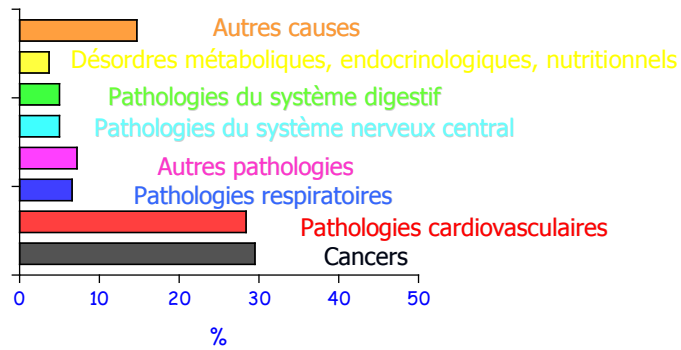 Autres causes
Désordres métaboliques, endocrinologiques, nutritionnels
Pathologies du système digestif
Pathologies du système nerveux central
Autres pathologies
Pathologies respiratoires
Pathologies cardiovasculaires
Cancers
0 10 20 30 40 50
%